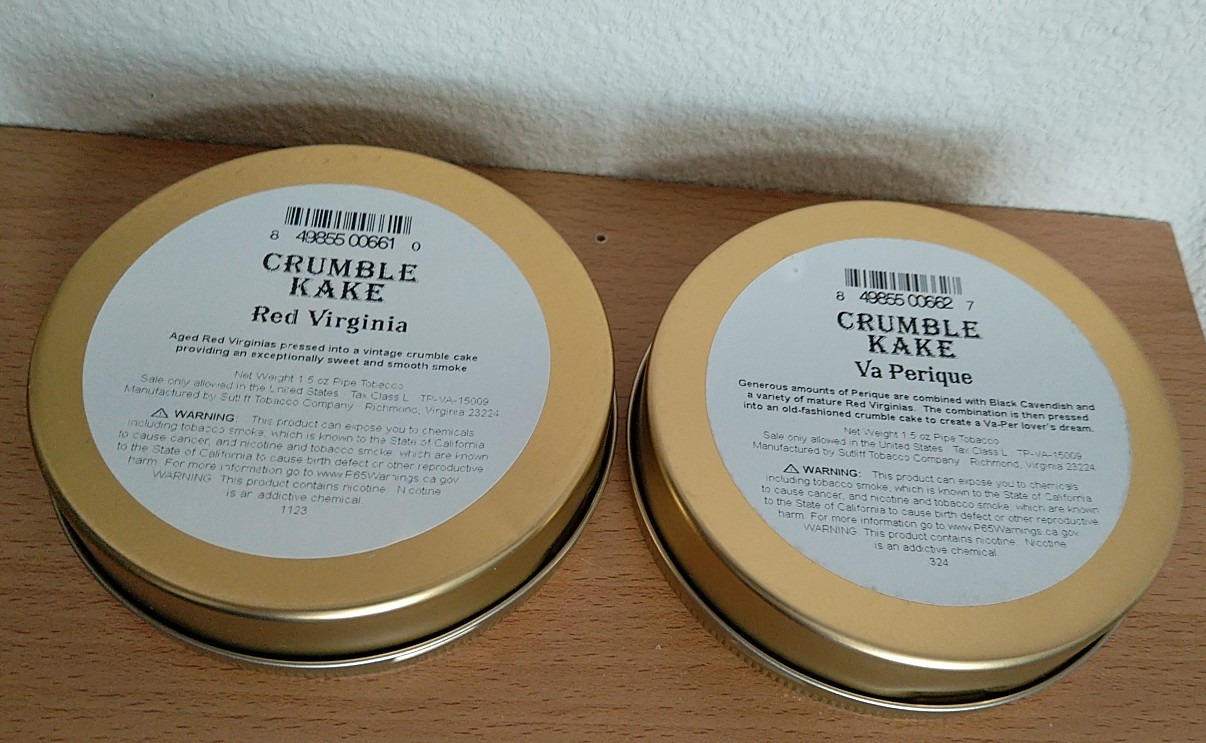 8 49855 00661 0
CRUMBLE
KAKE
Red Virginia
Aged Red Virginias pressed into a vintage crumble cake
providing an exceptionally sweet and smooth smoke
Net Weight 1.5 oz Pipe Tobacco
Sale only allowed in the United States Tax Class L TP-VA-15009
Manufactured by Sutliff Tobacco Company Richmond, Virginia 23224
WARNING: This product can expose you to chemicals
including tobacco smoke, which is known to the State of California
to cause cancer, and nicotine and tobacco smoke, which are known
to the State of California to cause birth defect or other reproductive
harm. For more information go to www.P65Warnings.ca.gov
WARNING: This product contains nicotine. Nicotine
is an addictive chemical.
1123
8 49855 00662 7
CRUMBLE
KAKE
Va Perique
Generous amounts of Perique are combined with Black Cavendish and
a variety of mature Red Virginias. The combination is then pressed
into an old-fashioned crumble cake to create a Va-Per lover's dream.
Net Weight 1.5 oz Pipe Tobacco
Sale only allowed in the United States Tax Class L TP-VA-15009
Manufactured by Sutliff Tobacco Company Richmond, Virginia 23224
WARNING: This product can expose you to chemicals
including tobacco smoke, which is known to the State of California
to cause cancer, and nicotine and tobacco smoke, which are known
to the State of California to cause birth defect or other reproductive
harm. For more information go to www.P65Warnings.ca.gov
WARNING: This product contains nicotine. Nicotine
is an addictive chemical.
324